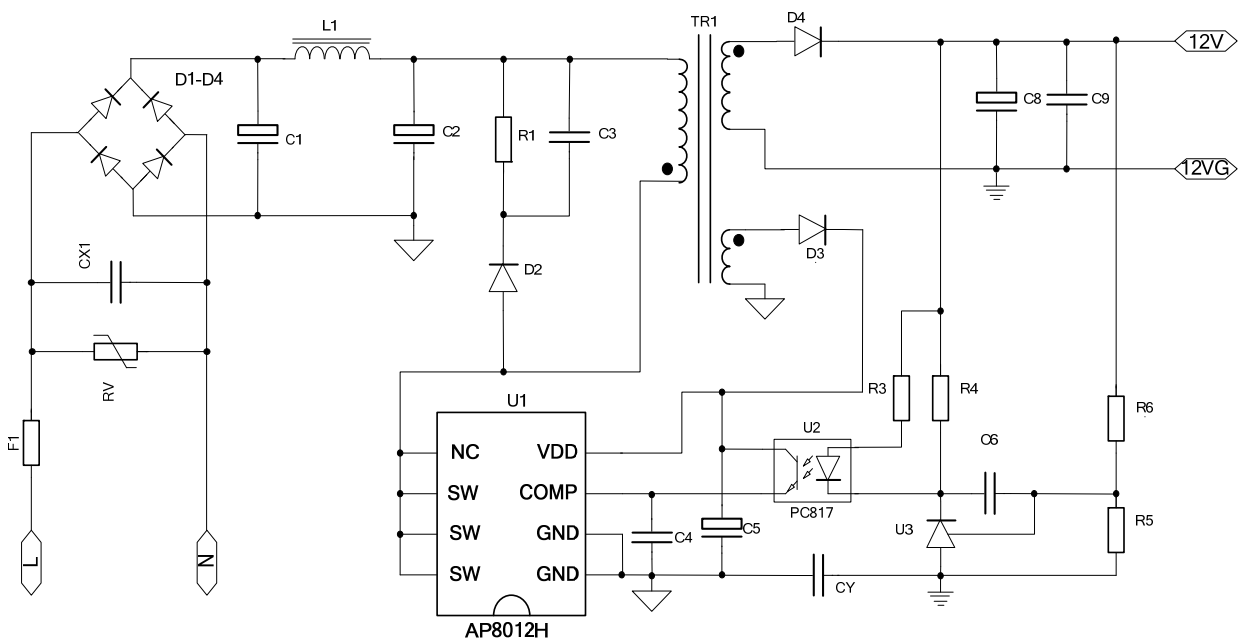 L1
TR1
D4
12V
D1-D4
C1
C2
R1
C3
C8
C9
12VG
CX1
D2
D3
RV
R3
R4
R6
F1
U1
U2
C6
NC
VDD
SW
COMP
PC817
SW
GND
C4
C5
U3
R5
SW
GND
CY
L
N
AP8012H